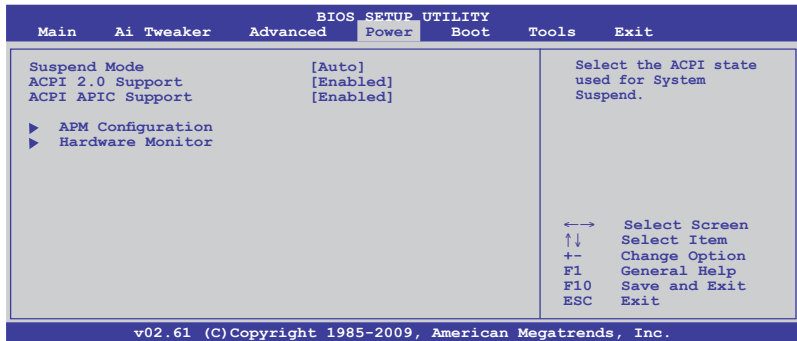 BIOS SETUP UTILITY
Main Ai Tweaker Advanced Power Boot Tools Exit
Suspend Mode [Auto]
ACPI 2.0 Support [Enabled]
ACPI APIC Support [Enabled]
APM Configuration
Hardware Monitor
Select the ACPI state
used for System
Suspend.
←→ Select Screen
↑↓ Select Item
+- Change Option
F1 General Help
F10 Save and Exit
ESC Exit
v02.61 (C)Copyright 1985-2009, American Megatrends, Inc.